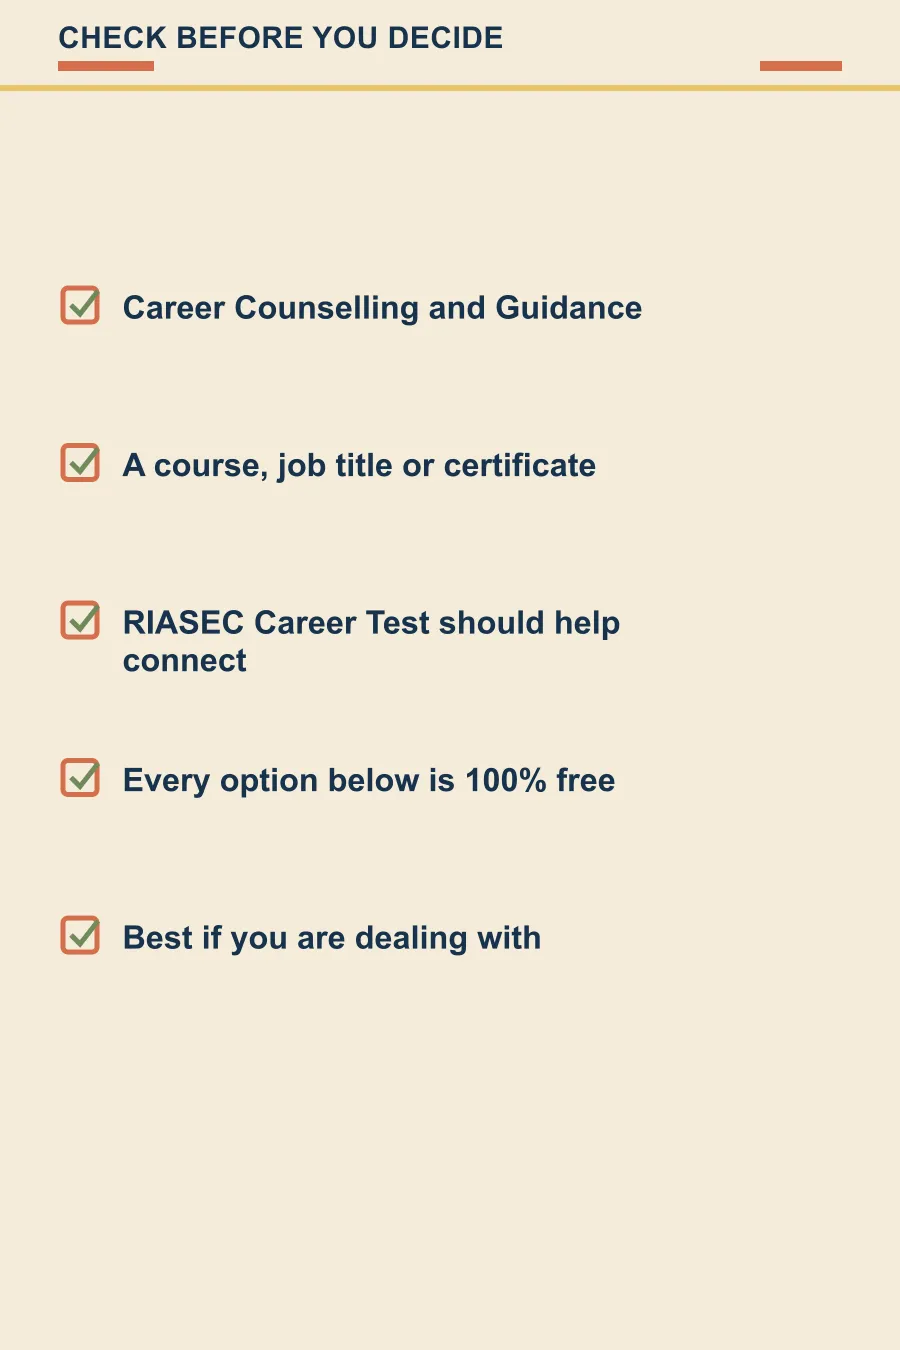 CHECK BEFORE YOU DECIDE
Career Counselling and Guidance
A course, job title or certificate
RIASEC Career Test should help
connect
Every option below is 100% free
Best if you are dealing with